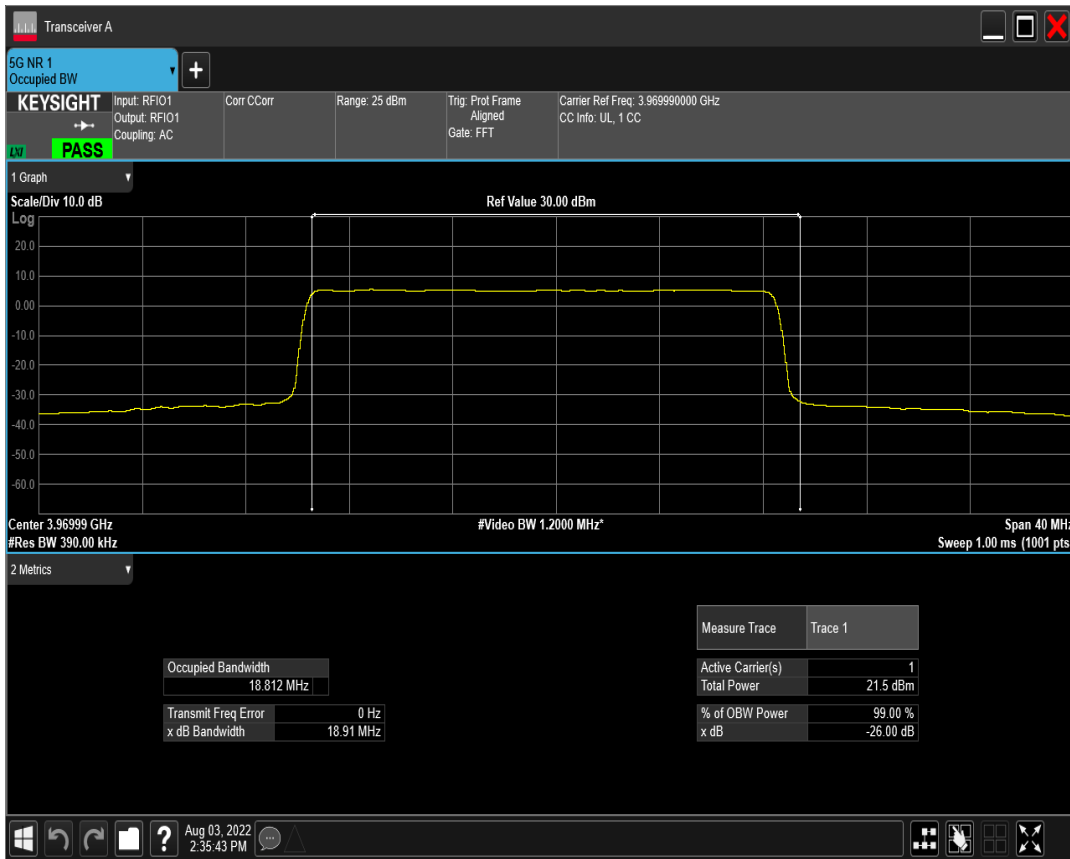 Transceiver A
5G NR 1
Occupied BW
KEYSIGHT
LXI
PASS
Input: RFIO1
Output: RFIO1
Coupling: AC
Corr CCorr
Range: 25 dBm
Trig: Prot Frame
Aligned
Gate: FFT
Carrier Ref Freq: 3.969990000 GHz
CC Info: UL, 1 CC
1 Graph
Scale/Div 10.0 dB
Ref Value 30.00 dBm
Log
20.0
10.0
0.00
-10.0
-20.0
-30.0
-40.0
-50.0
-60.0
Center 3.96999 GHz
#Video BW 1.2000 MHz*
Span 40 MHz
#Res BW 390.00 kHz
Sweep 1.00 ms (1001 pts
2 Metrics
Measure Trace Trace 1
Occupied Bandwidth
18.812 MHz
Active Carrier(s) 1
Total Power 21.5 dBm
Transmit Freq Error 0 Hz
x dB Bandwidth 18.91 MHz
% of OBW Power 99.00 %
x dB -26.00 dB
?
Aug 03, 2022
2:35:43 PM